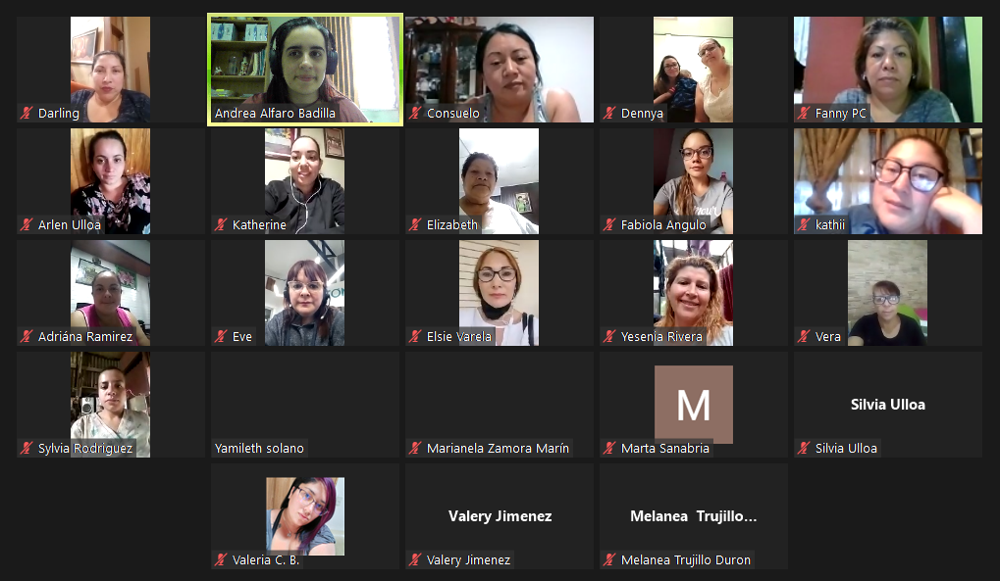 Darling
Andrea Alfaro Badilla
Consuelo
Dennya
Fanny PC
Arlen Ulloa
Katherine
Elizabeth
Fabiola Angulo
kathii
Adriána Ramirez
Eve
Elsie Varela
Yesenia Rivera
Vera
Sylvia Rodriguez
Yamileth solano
Marianela Zamora Marín
M
Marta Sanabria
Silvia Ulloa
Silvia Ulloa
Valeria C. B.
Valery Jimenez
Valery Jimenez
Melanea Trujillo...
Melanea Trujillo Duron